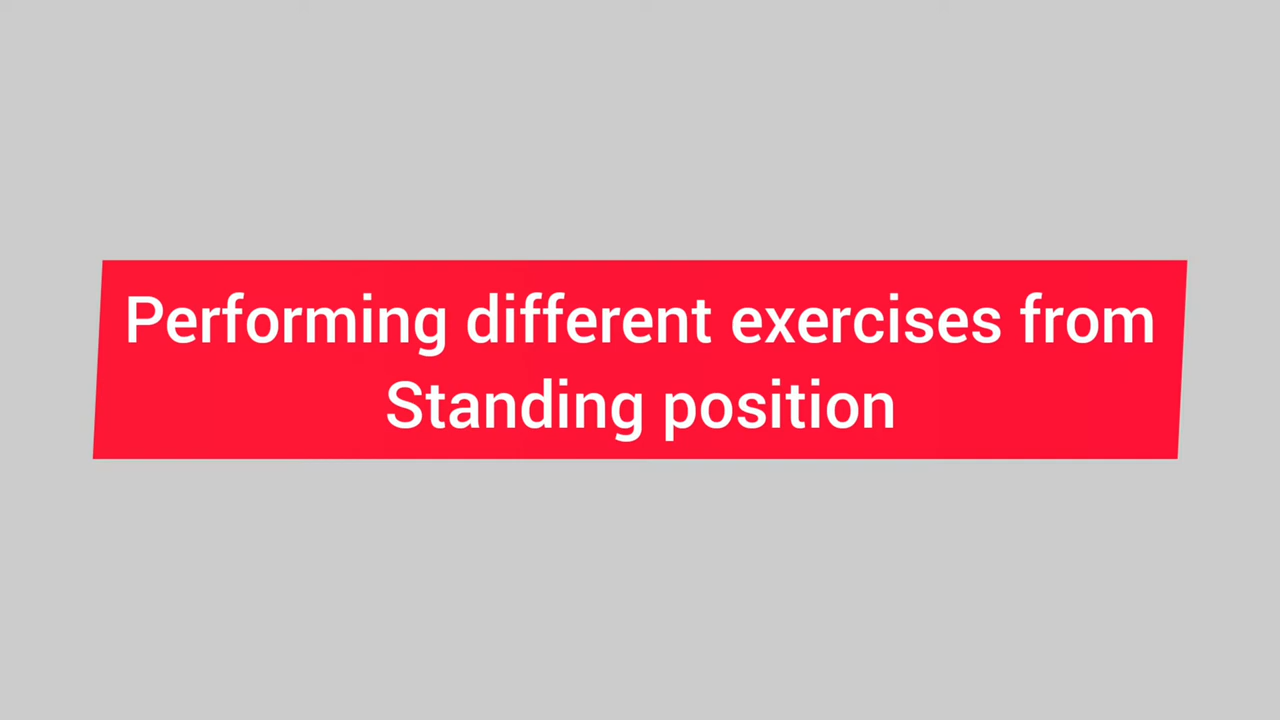 Performing different exercises from
Standing position